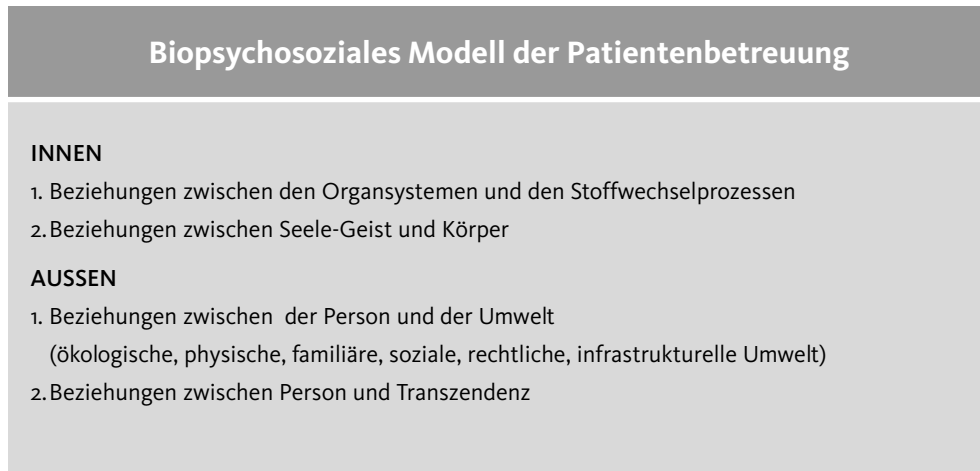 Biopsychosoziales Modell der Patientenbetreuung
INNEN
1. Beziehungen zwischen den Organsystemen und den Stoffwechselprozessen
2. Beziehungen zwischen Seele-Geist und Körper
AUSSEN
1. Beziehungen zwischen der Person und der Umwelt
(ökologische, physische, familiäre, soziale, rechtliche, infrastrukturelle Umwelt)
2. Beziehungen zwischen Person und Transzendenz